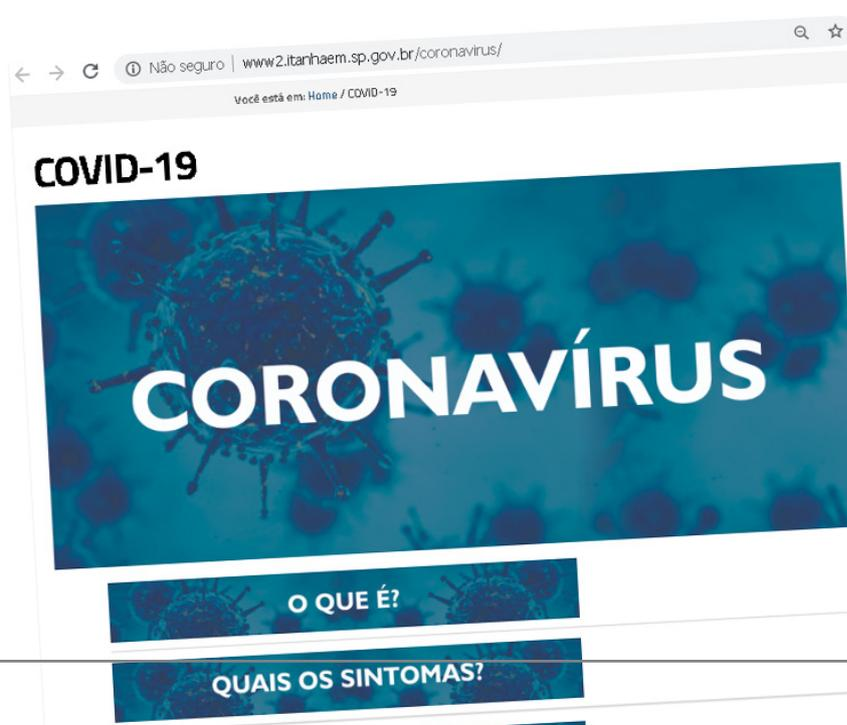 Não seguro | www2.itanhaem.sp.gov.br/coronavirus/
Você está em: Home / COVID-19
COVID-19
CORONAVÍRUS
O QUE É?
QUAIS OS SINTOMAS?